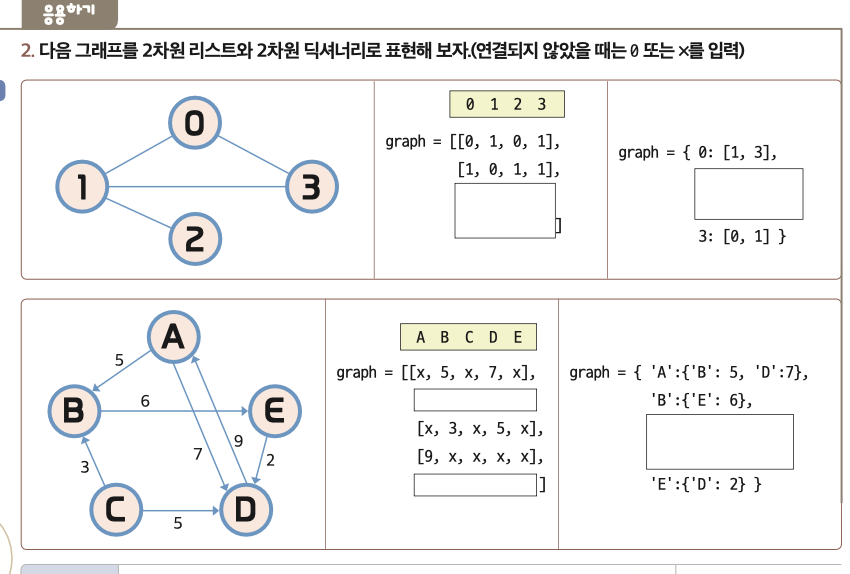 응용하기
2. 다음 그래프를 2차원 리스트와 2차원 딕셔너리로 표현해 보자.(연결되지 않았을 때는 0 또는 x를 입력)
0
1
3
2
0 1 2 3
graph = [[0, 1, 0, 1],
[1, 0, 1, 1],
]
graph = { 0: [1, 3],
3: [0, 1] }
A
5
B
6
E
9
7
2
3
C
D
5
A B C D E
graph = [[x, 5, x, 7, x],
[x, 3, x, 5, x],
[9, x, x, x, x],
]
graph = { 'A':{'B': 5, 'D':7},
'B':{'E': 6},
'E':{'D': 2} }